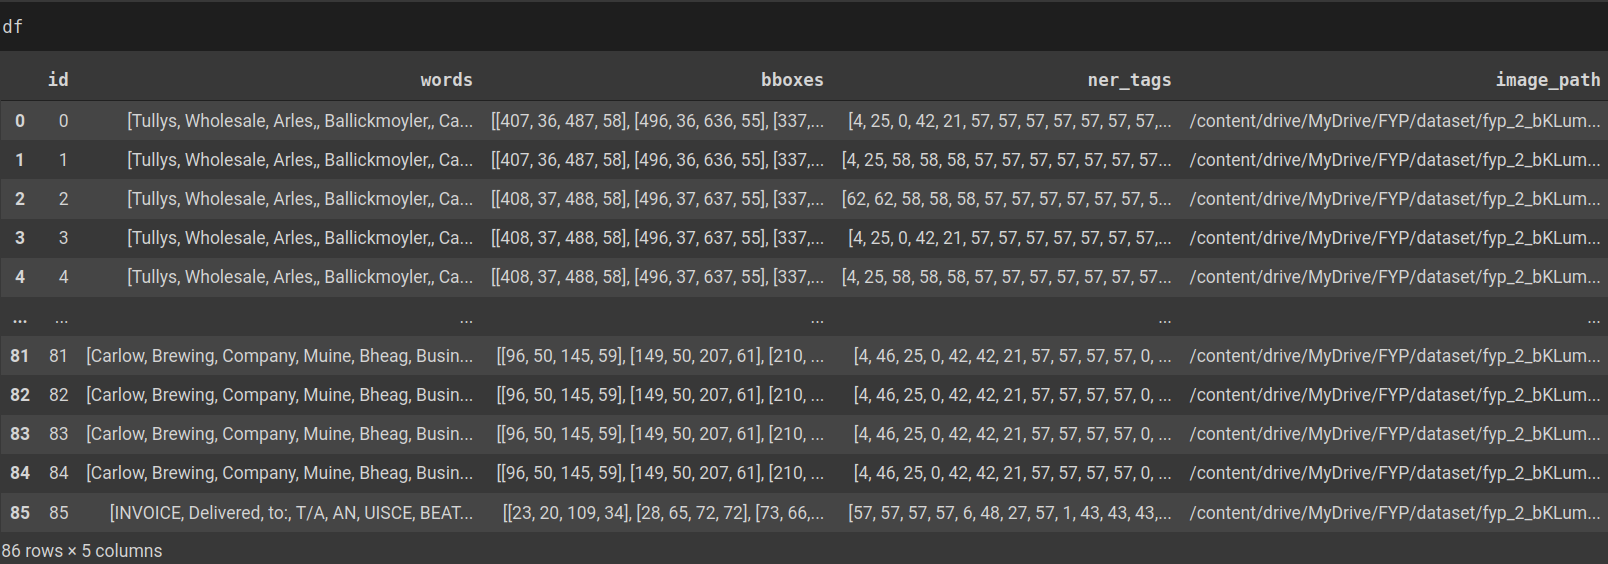 df
id words bboxes ner_tags image_path
0 0 [Tullys, Wholesale, Arles,, Ballickmoyler,, Ca... [[407, 36, 487, 58], [496, 36, 636, 55], [337,... [4, 25, 0, 42, 21, 57, 57, 57, 57, 57, 57, 57,... /content/drive/MyDrive/FYP/dataset/fyp_2_bKLum...
1 1 [Tullys, Wholesale, Arles,, Ballickmoyler,, Ca... [[407, 36, 487, 58], [496, 36, 636, 55], [337,... [4, 25, 58, 58, 58, 57, 57, 57, 57, 57, 57, 57... /content/drive/MyDrive/FYP/dataset/fyp_2_bKLum...
2 2 [Tullys, Wholesale, Arles,, Ballickmoyler,, Ca... [[408, 37, 488, 58], [496, 37, 637, 55], [337,... [62, 62, 58, 58, 58, 57, 57, 57, 57, 57, 57, 5... /content/drive/MyDrive/FYP/dataset/fyp_2_bKLum...
3 3 [Tullys, Wholesale, Arles,, Ballickmoyler,, Ca... [[408, 37, 488, 58], [496, 37, 637, 55], [337,... [4, 25, 0, 42, 21, 57, 57, 57, 57, 57, 57, 57,... /content/drive/MyDrive/FYP/dataset/fyp_2_bKLum...
4 4 [Tullys, Wholesale, Arles,, Ballickmoyler,, Ca... [[408, 37, 488, 58], [496, 37, 637, 55], [337,... [4, 25, 58, 58, 58, 57, 57, 57, 57, 57, 57, 57... /content/drive/MyDrive/FYP/dataset/fyp_2_bKLum...
... ... ... ... ... ...
81 81 [Carlow, Brewing, Company, Muine, Bheag, Busin... [[96, 50, 145, 59], [149, 50, 207, 61], [210, ... [4, 46, 25, 0, 42, 42, 21, 57, 57, 57, 57, 0, ... /content/drive/MyDrive/FYP/dataset/fyp_2_bKLum...
82 82 [Carlow, Brewing, Company, Muine, Bheag, Busin... [[96, 50, 145, 59], [149, 50, 207, 61], [210, ... [4, 46, 25, 0, 42, 42, 21, 57, 57, 57, 57, 0, ... /content/drive/MyDrive/FYP/dataset/fyp_2_bKLum...
83 83 [Carlow, Brewing, Company, Muine, Bheag, Busin... [[96, 50, 145, 59], [149, 50, 207, 61], [210, ... [4, 46, 25, 0, 42, 42, 21, 57, 57, 57, 57, 0, ... /content/drive/MyDrive/FYP/dataset/fyp_2_bKLum...
84 84 [Carlow, Brewing, Company, Muine, Bheag, Busin... [[96, 50, 145, 59], [149, 50, 207, 61], [210, ... [4, 46, 25, 0, 42, 42, 21, 57, 57, 57, 57, 0, ... /content/drive/MyDrive/FYP/dataset/fyp_2_bKLum...
85 85 [INVOICE, Delivered, to:, T/A, AN, UISCE, BEAT... [[23, 20, 109, 34], [28, 65, 72, 72], [73, 66,... [57, 57, 57, 57, 6, 48, 27, 57, 1, 43, 43, 43,... /content/drive/MyDrive/FYP/dataset/fyp_2_bKLum...
86 rows × 5 columns